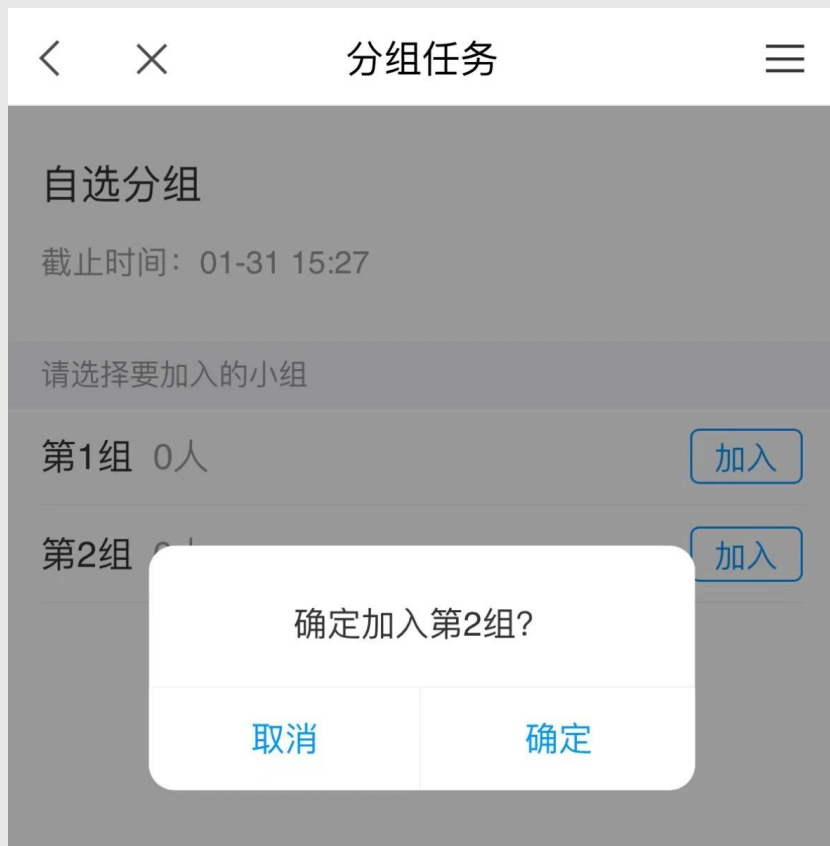 分组任务
自选分组
截止时间：01-31 15:27
请选择要加入的小组
第1组 0人 加入
第2组 加入
确定加入第2组?
取消 确定